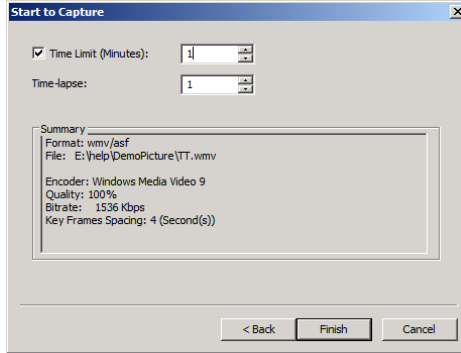 Start to Capture
Time Limit (Minutes): 1
Time-lapse: 1
Summary
Format: wmv/asf
File: E:\help\DemoPicture\TT.wmv
Encoder: Windows Media Video 9
Quality: 100%
Bitrate: 1536 Kbps
Key Frames Spacing: 4 (Second(s))
< Back Finish Cancel